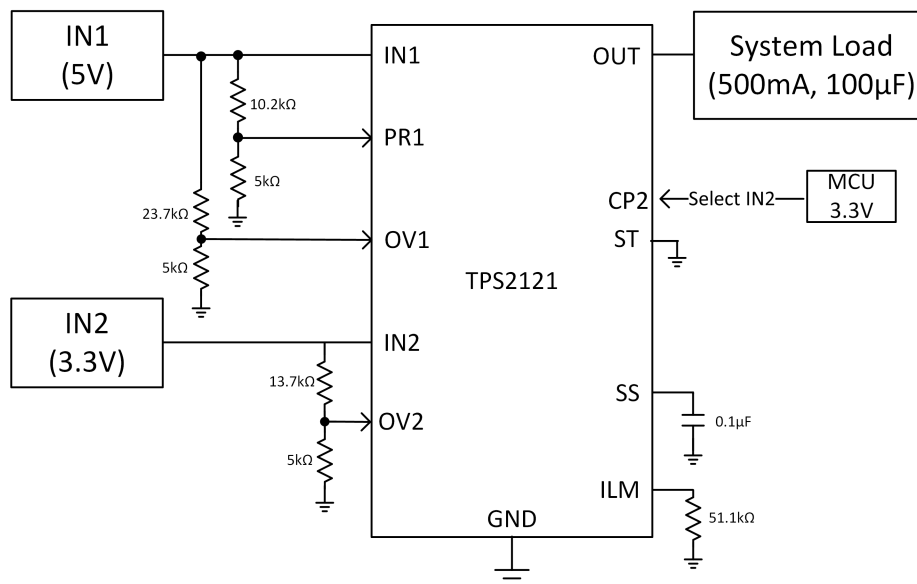 IN1
(5V)
10.2kΩ
5kΩ
23.7kΩ
5kΩ
IN2
(3.3V)
13.7kΩ
5kΩ
IN1
PR1
OV1
IN2
OV2
TPS2121
GND
OUT
CP2
ST
SS
ILM
System Load
(500mA, 100µF)
Select IN2
MCU
3.3V
0.1µF
51.1kΩ